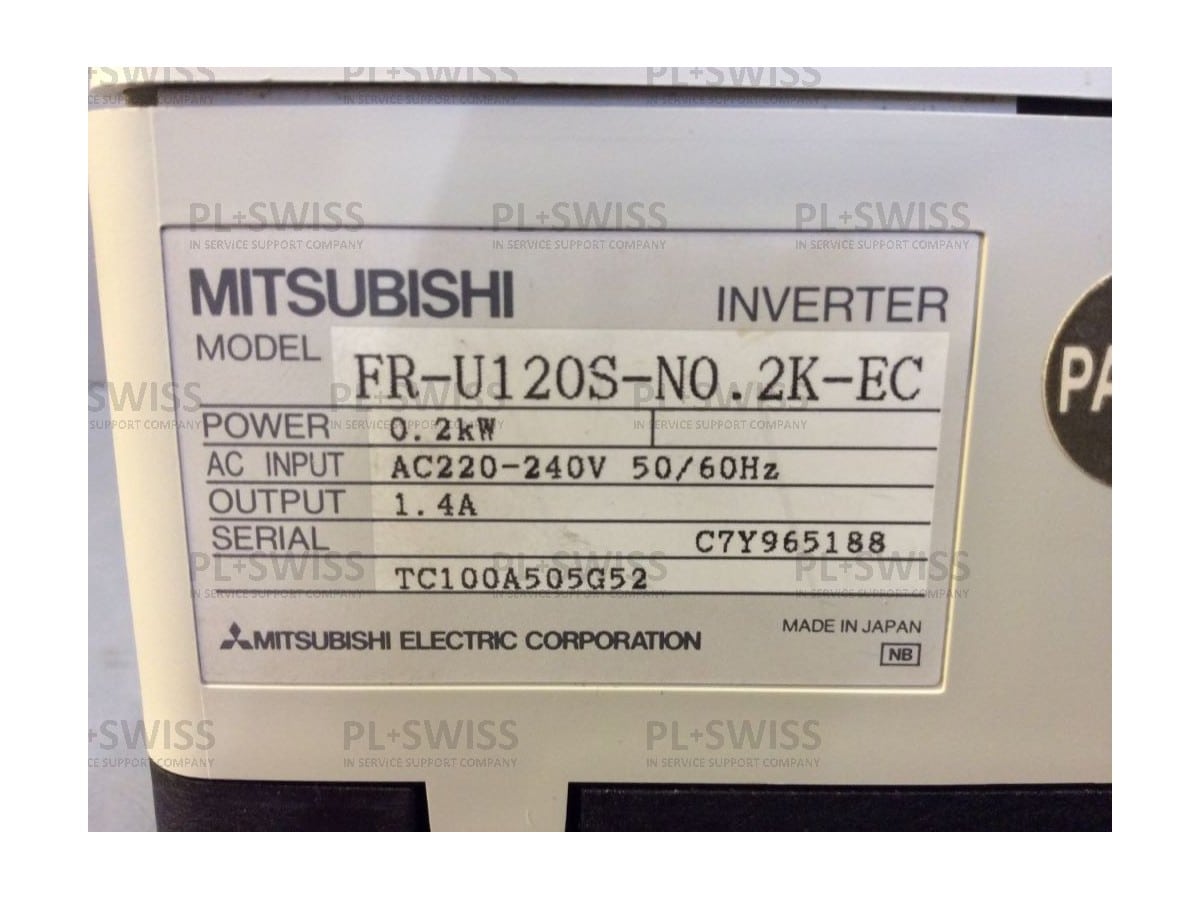 PL+SWISS PL+SWISS PL+SWISS
IN SERVICE SUPPORT COMPANY IN SERVICE SUPPORT COMPANY IN SERVICE SUPPORT COMPANY
MITSUBISHI INVERTER
MODEL FR-U120S-N0.2K-EC
POWER 0.2kW
AC INPUT AC220-240V 50/60Hz
OUTPUT 1.4A
SERIAL C7Y965188
TC100A505G52
MITSUBISHI ELECTRIC CORPORATION MADE IN JAPAN
NB
PL+SWISS PL+SWISS
IN SERVICE SUPPORT COMPANY IN SERVICE SUPPORT COMPANY